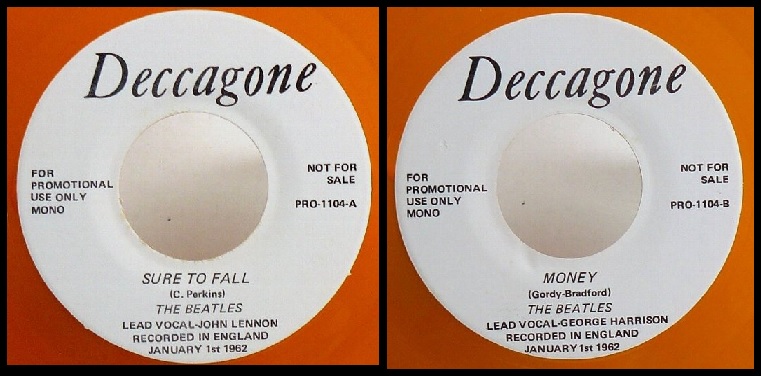 Deccagone
FOR
PROMOTIONAL
USE ONLY
MONO
NOT FOR
SALE
PRO-1104-A
SURE TO FALL
(C. Perkins)
THE BEATLES
LEAD VOCAL-JOHN LENNON
RECORDED IN ENGLAND
JANUARY 1st 1962
Deccagone
FOR
PROMOTIONAL
USE ONLY
MONO
NOT FOR
SALE
PRO-1104-B
MONEY
(Gordy-Bradford)
THE BEATLES
LEAD VOCAL-GEORGE HARRISON
RECORDED IN ENGLAND
JANUARY 1st 1962